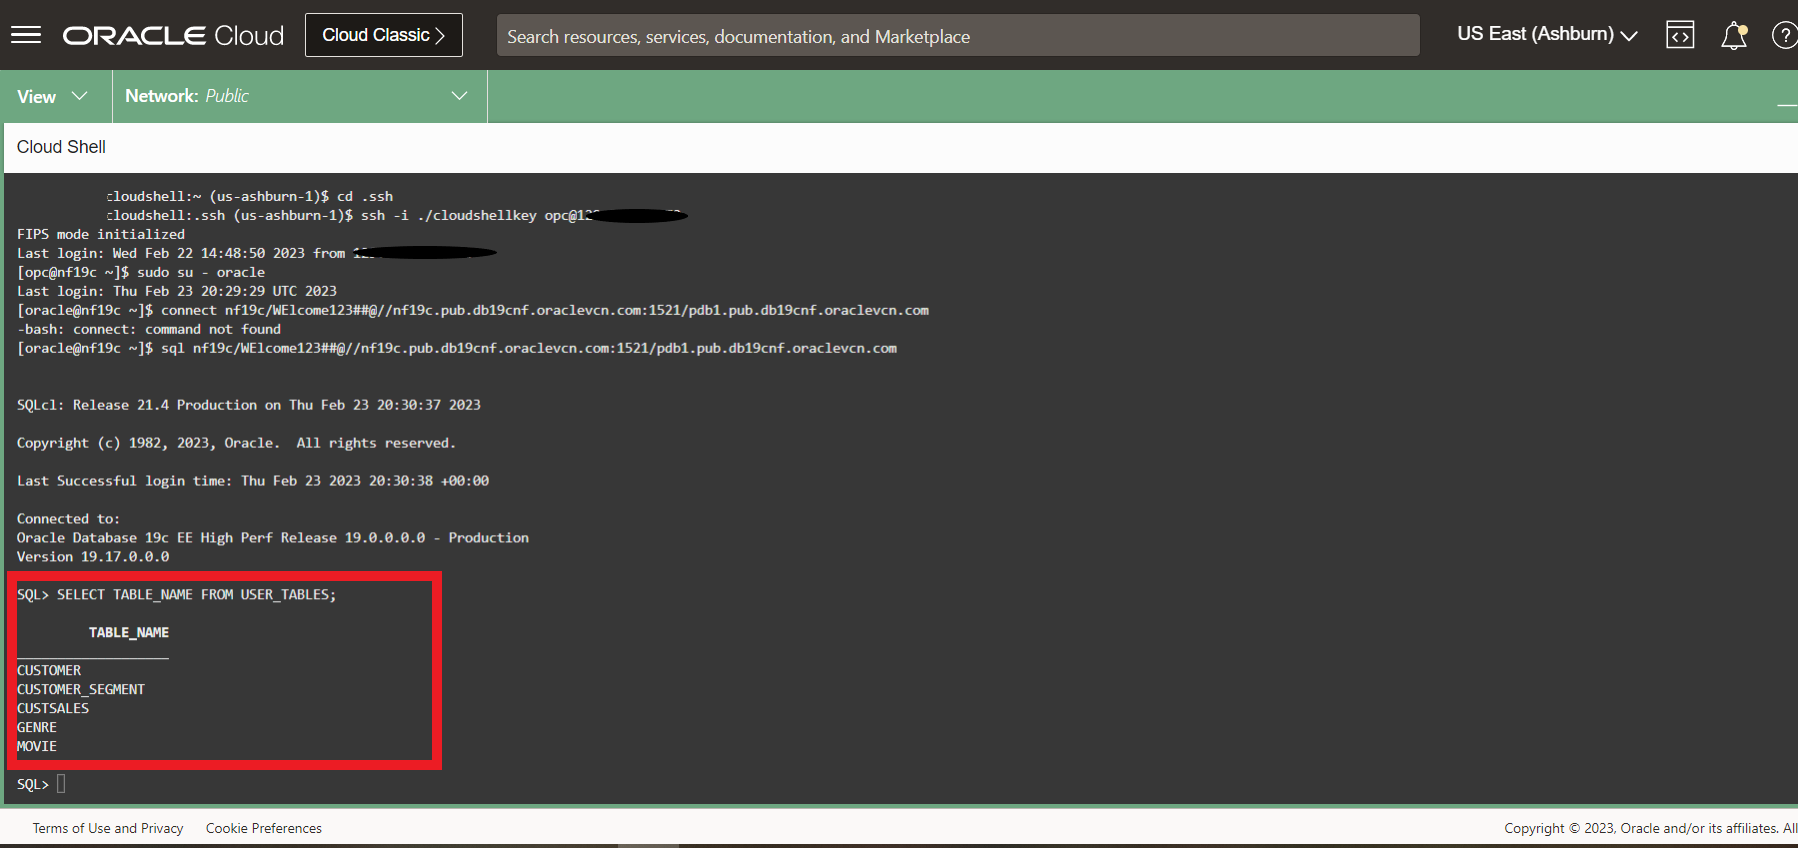 ORACLE Cloud
Cloud Classic >
Search resources, services, documentation, and Marketplace
US East (Ashburn)
?
View
Network: Public
Cloud Shell
cloudshell:~ (us-ashburn-1)$ cd .ssh
cloudshell:.ssh (us-ashburn-1)$ ssh -i ./cloudshellkey opc@12
FIPS mode initialized
Last login: Wed Feb 22 14:48:50 2023 from
[opc@nf19c ~]$ sudo su - oracle
Last login: Thu Feb 23 20:29:29 UTC 2023
[oracle@nf19c ~]$ connect nf19c/WElcome123##@//nf19c.pub.db19cnf.oraclevcn.com:1521/pdb1.pub.db19cnf.oraclevcn.com
-bash: connect: command not found
[oracle@nf19c ~]$ sql nf19c/WElcome123##@//nf19c.pub.db19cnf.oraclevcn.com:1521/pdb1.pub.db19cnf.oraclevcn.com
SQLcl: Release 21.4 Production on Thu Feb 23 20:30:37 2023
Copyright (c) 1982, 2023, Oracle.  All rights reserved.
Last Successful login time: Thu Feb 23 2023 20:30:38 +00:00
Connected to:
Oracle Database 19c EE High Perf Release 19.0.0.0.0 - Production
Version 19.17.0.0.0
SQL> SELECT TABLE_NAME FROM USER_TABLES;
TABLE_NAME
CUSTOMER
CUSTOMER_SEGMENT
CUSTSALES
GENRE
MOVIE
SQL>
Terms of Use and Privacy
Cookie Preferences
Copyright © 2023, Oracle and/or its affiliates. All